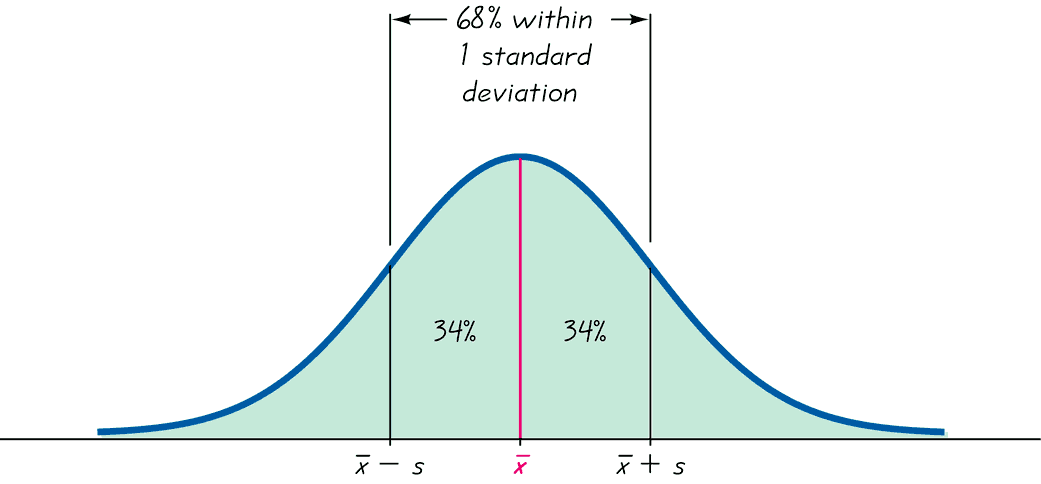 68% within
1 standard
deviation
34% 34%
x̄ − s x̄ x̄ + s